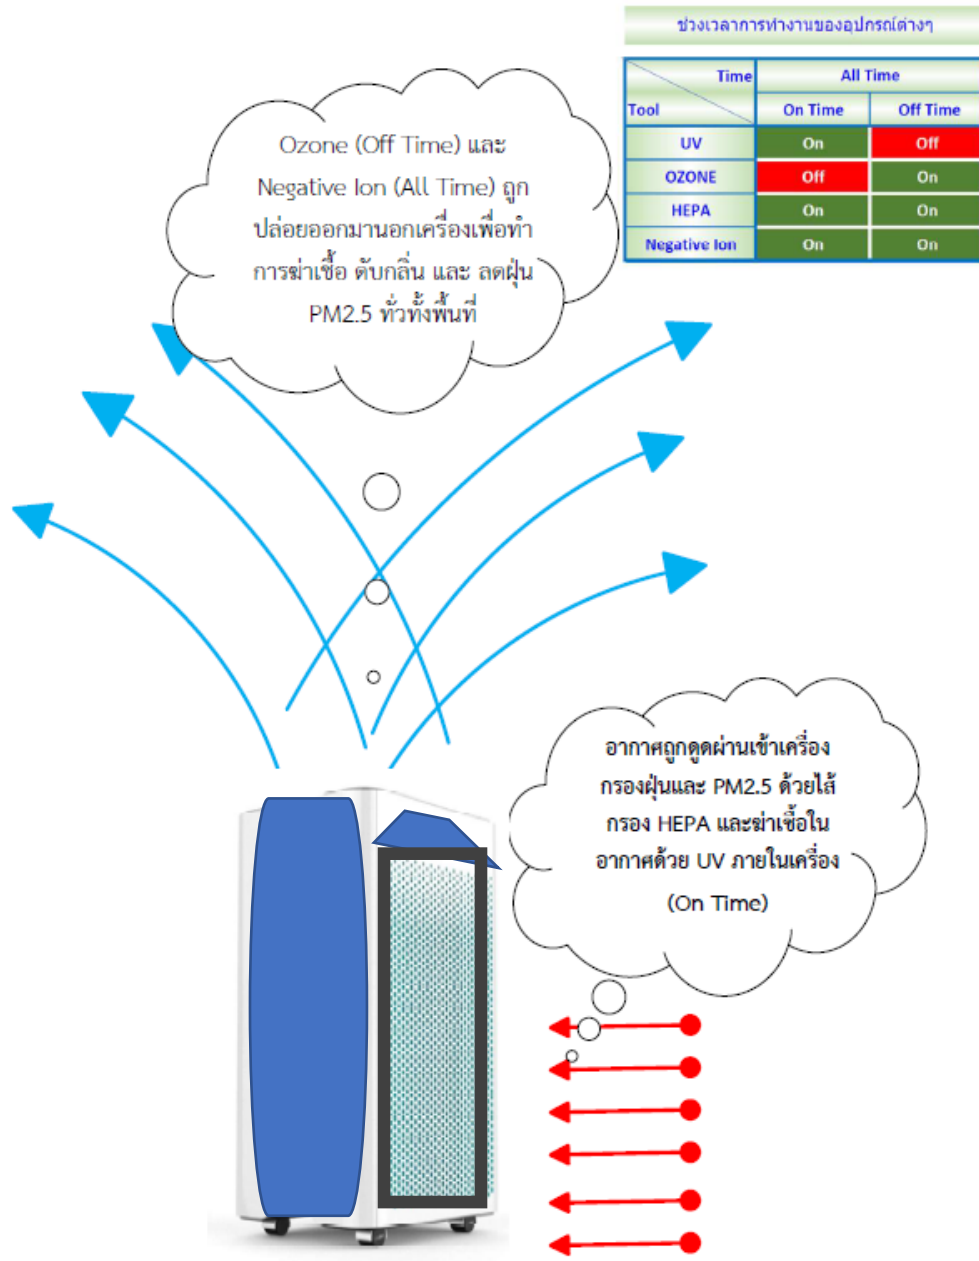 ช่วงเวลาการทำงานของอุปกรณ์ต่างๆ
Time
All Time
Tool
On Time
Off Time
UV
On
Off
OZONE
Off
On
HEPA
On
On
Negative Ion
On
On
Ozone (Off Time) และ
Negative Ion (All Time) ถูก
ปล่อยออกมานอกเครื่องเพื่อทำ
การฆ่าเชื้อ ดับกลิ่น และ ลดฝุ่น
PM2.5 ทั่วทั้งพื้นที่
อากาศถูกดูดผ่านเข้าเครื่อง
กรองฝุ่นและ PM2.5 ด้วยไส้
กรอง HEPA และฆ่าเชื้อใน
อากาศด้วย UV ภายในเครื่อง
(On Time)